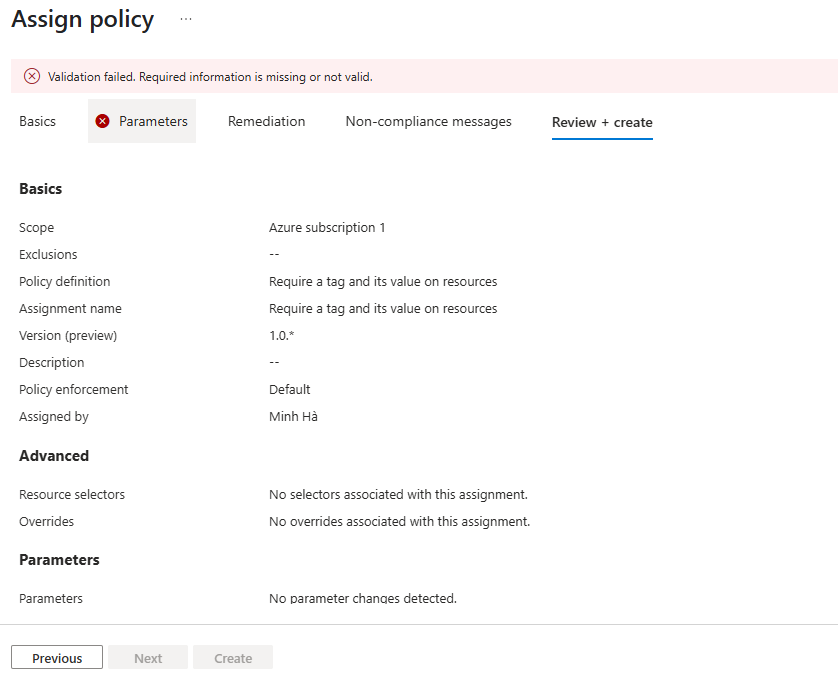 Assign policy ...
Validation failed. Required information is missing or not valid.
Basics Parameters Remediation Non-compliance messages Review + create
Basics
Scope Azure subscription 1
Exclusions --
Policy definition Require a tag and its value on resources
Assignment name Require a tag and its value on resources
Version (preview) 1.0.*
Description --
Policy enforcement Default
Assigned by Minh Hà
Advanced
Resource selectors No selectors associated with this assignment.
Overrides No overrides associated with this assignment.
Parameters
Parameters No parameter changes detected.
Previous Next Create